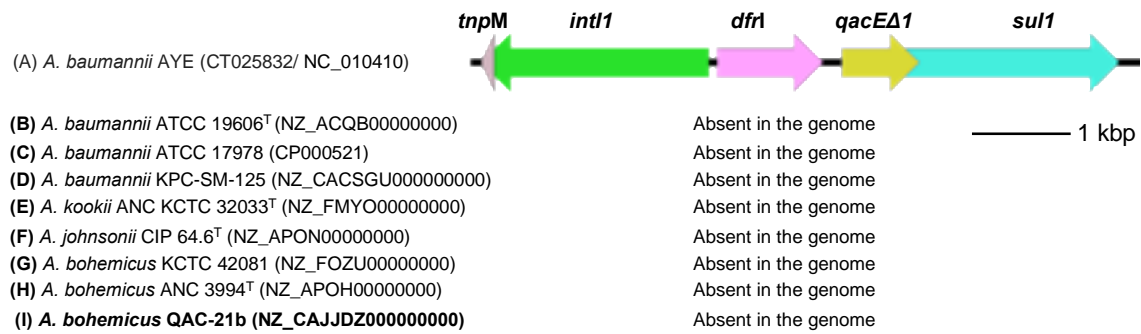 tnpM intI1 dfrI qacEΔ1 sul1
(A) A. baumannii AYE (CT025832/ NC_010410)
(B) A. baumannii ATCC 19606T (NZ_ACQB00000000) Absent in the genome
1 kbp
(C) A. baumannii ATCC 17978 (CP000521) Absent in the genome
(D) A. baumannii KPC-SM-125 (NZ_CACSGU000000000) Absent in the genome
(E) A. kookii ANC KCTC 32033T (NZ_FMYO00000000) Absent in the genome
(F) A. johnsonii CIP 64.6T (NZ_APON00000000) Absent in the genome
(G) A. bohemicus KCTC 42081 (NZ_FOZU00000000) Absent in the genome
(H) A. bohemicus ANC 3994T (NZ_APOH00000000) Absent in the genome
(I) A. bohemicus QAC-21b (NZ_CAJJDZ000000000) Absent in the genome